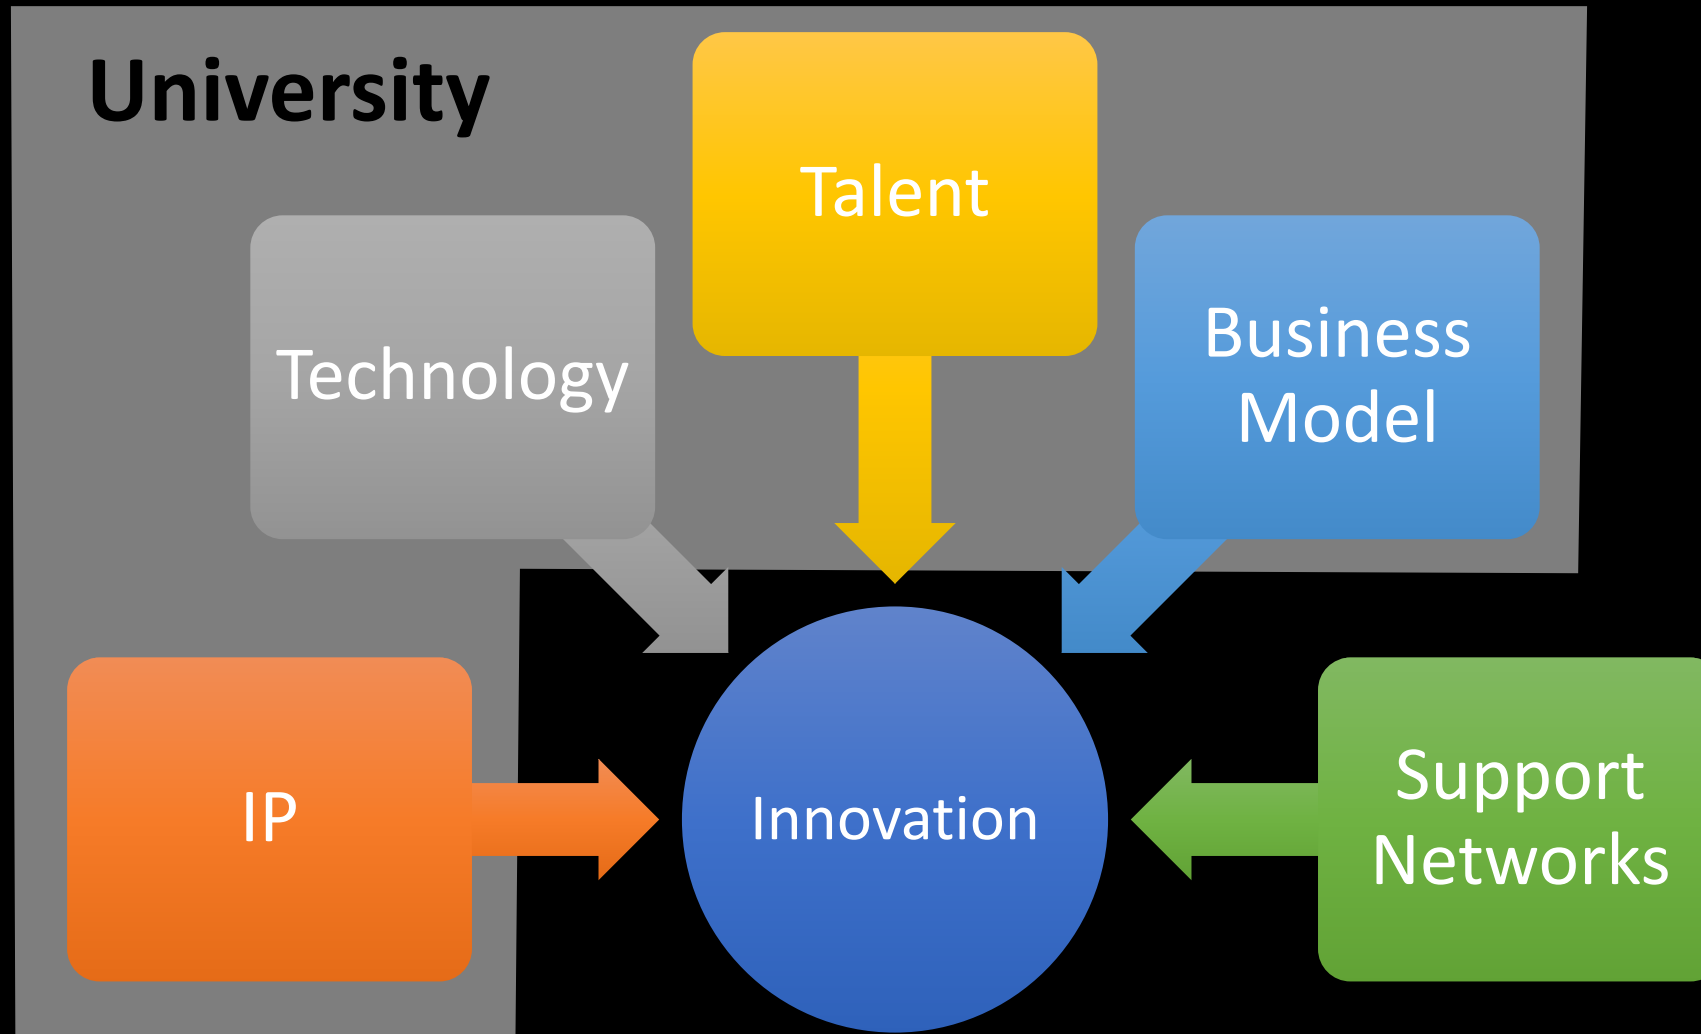 University
Talent
Technology
Business
Model
IP
Innovation
Support
Networks